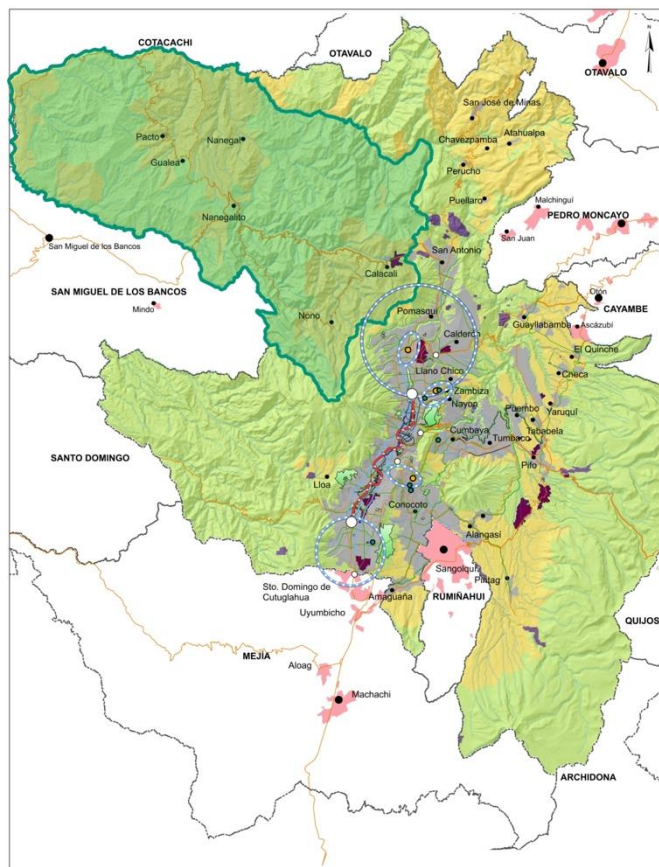 N
COTACACHI
OTAVALO
OTAVALO
San José de Minas
Pacto
Nanegal
Chavezpamba
Atahualpa
Gualea
Perucho
Puellaro
Malchinguí
Nanegalito
PEDRO MONCAYO
San Miguel de los Bancos
San Juan
San Antonio
Calacalí
SAN MIGUEL DE LOS BANCOS
Otón
CAYAMBE
Mindo
Pomasqui
Nono
Guayllabamba
Ascázubi
Calderón
El Quinche
Llano Chico
Checa
Zambiza
Nayon
Yaruquí
Puembo
Tababela
SANTO DOMINGO
Cumbaya
Tumbaco
Pifo
Lloa
Conocoto
Alangasí
Sangolquí
Pintag
Sto. Domingo de
Cutuglahua
Amaguaña
RUMIÑAHUI
Uyumbicho
QUIJOS
MEJÍA
Aloag
Machachi
ARCHIDONA